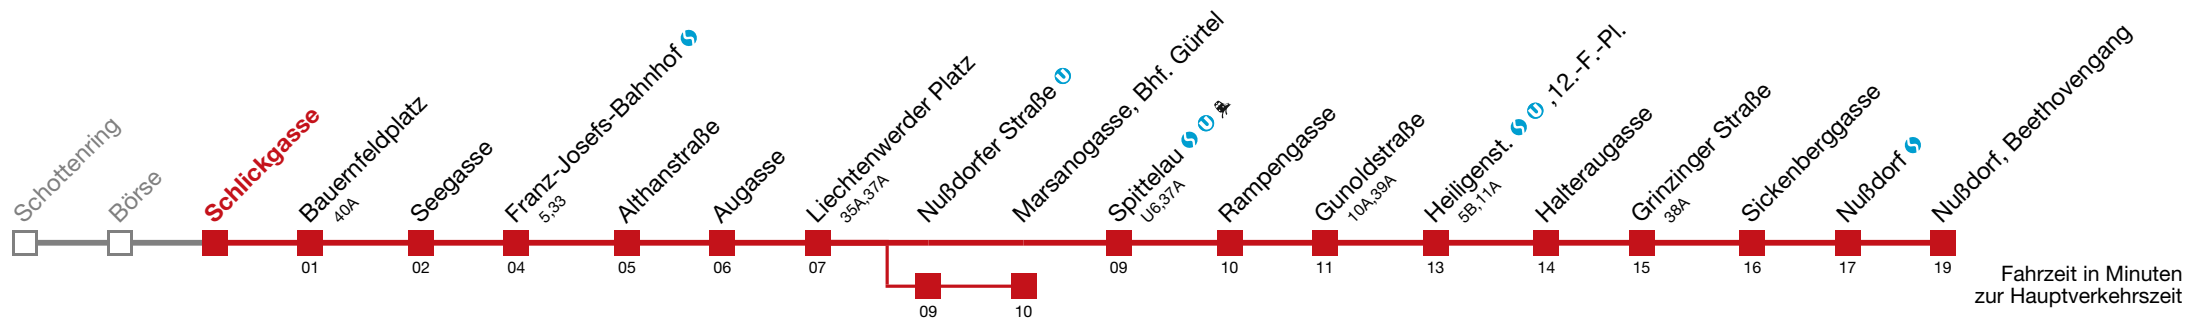 Schottenring
Börse
Schlickgasse
Bauernfeldplatz
40A
01
Seegasse
02
Franz-Josefs-Bahnhof S
5,33
04
Althanstraße
05
Augasse
06
Liechtenwerder Platz
35A,37A
07
Nußdorfer Straße U
09
Marsanogasse, Bhf. Gürtel
10
Spittelau S U
U6,37A
09
Rampengasse
10
Gunoldstraße
10A,39A
11
Heiligenst. S U ,12.-F.-Pl.
5B,11A
13
Halteraugasse
14
Grinzinger Straße
38A
15
Sickenberggasse
16
Nußdorf S
17
Nußdorf, Beethovengang
19
Fahrzeit in Minuten
zur Hauptverkehrszeit